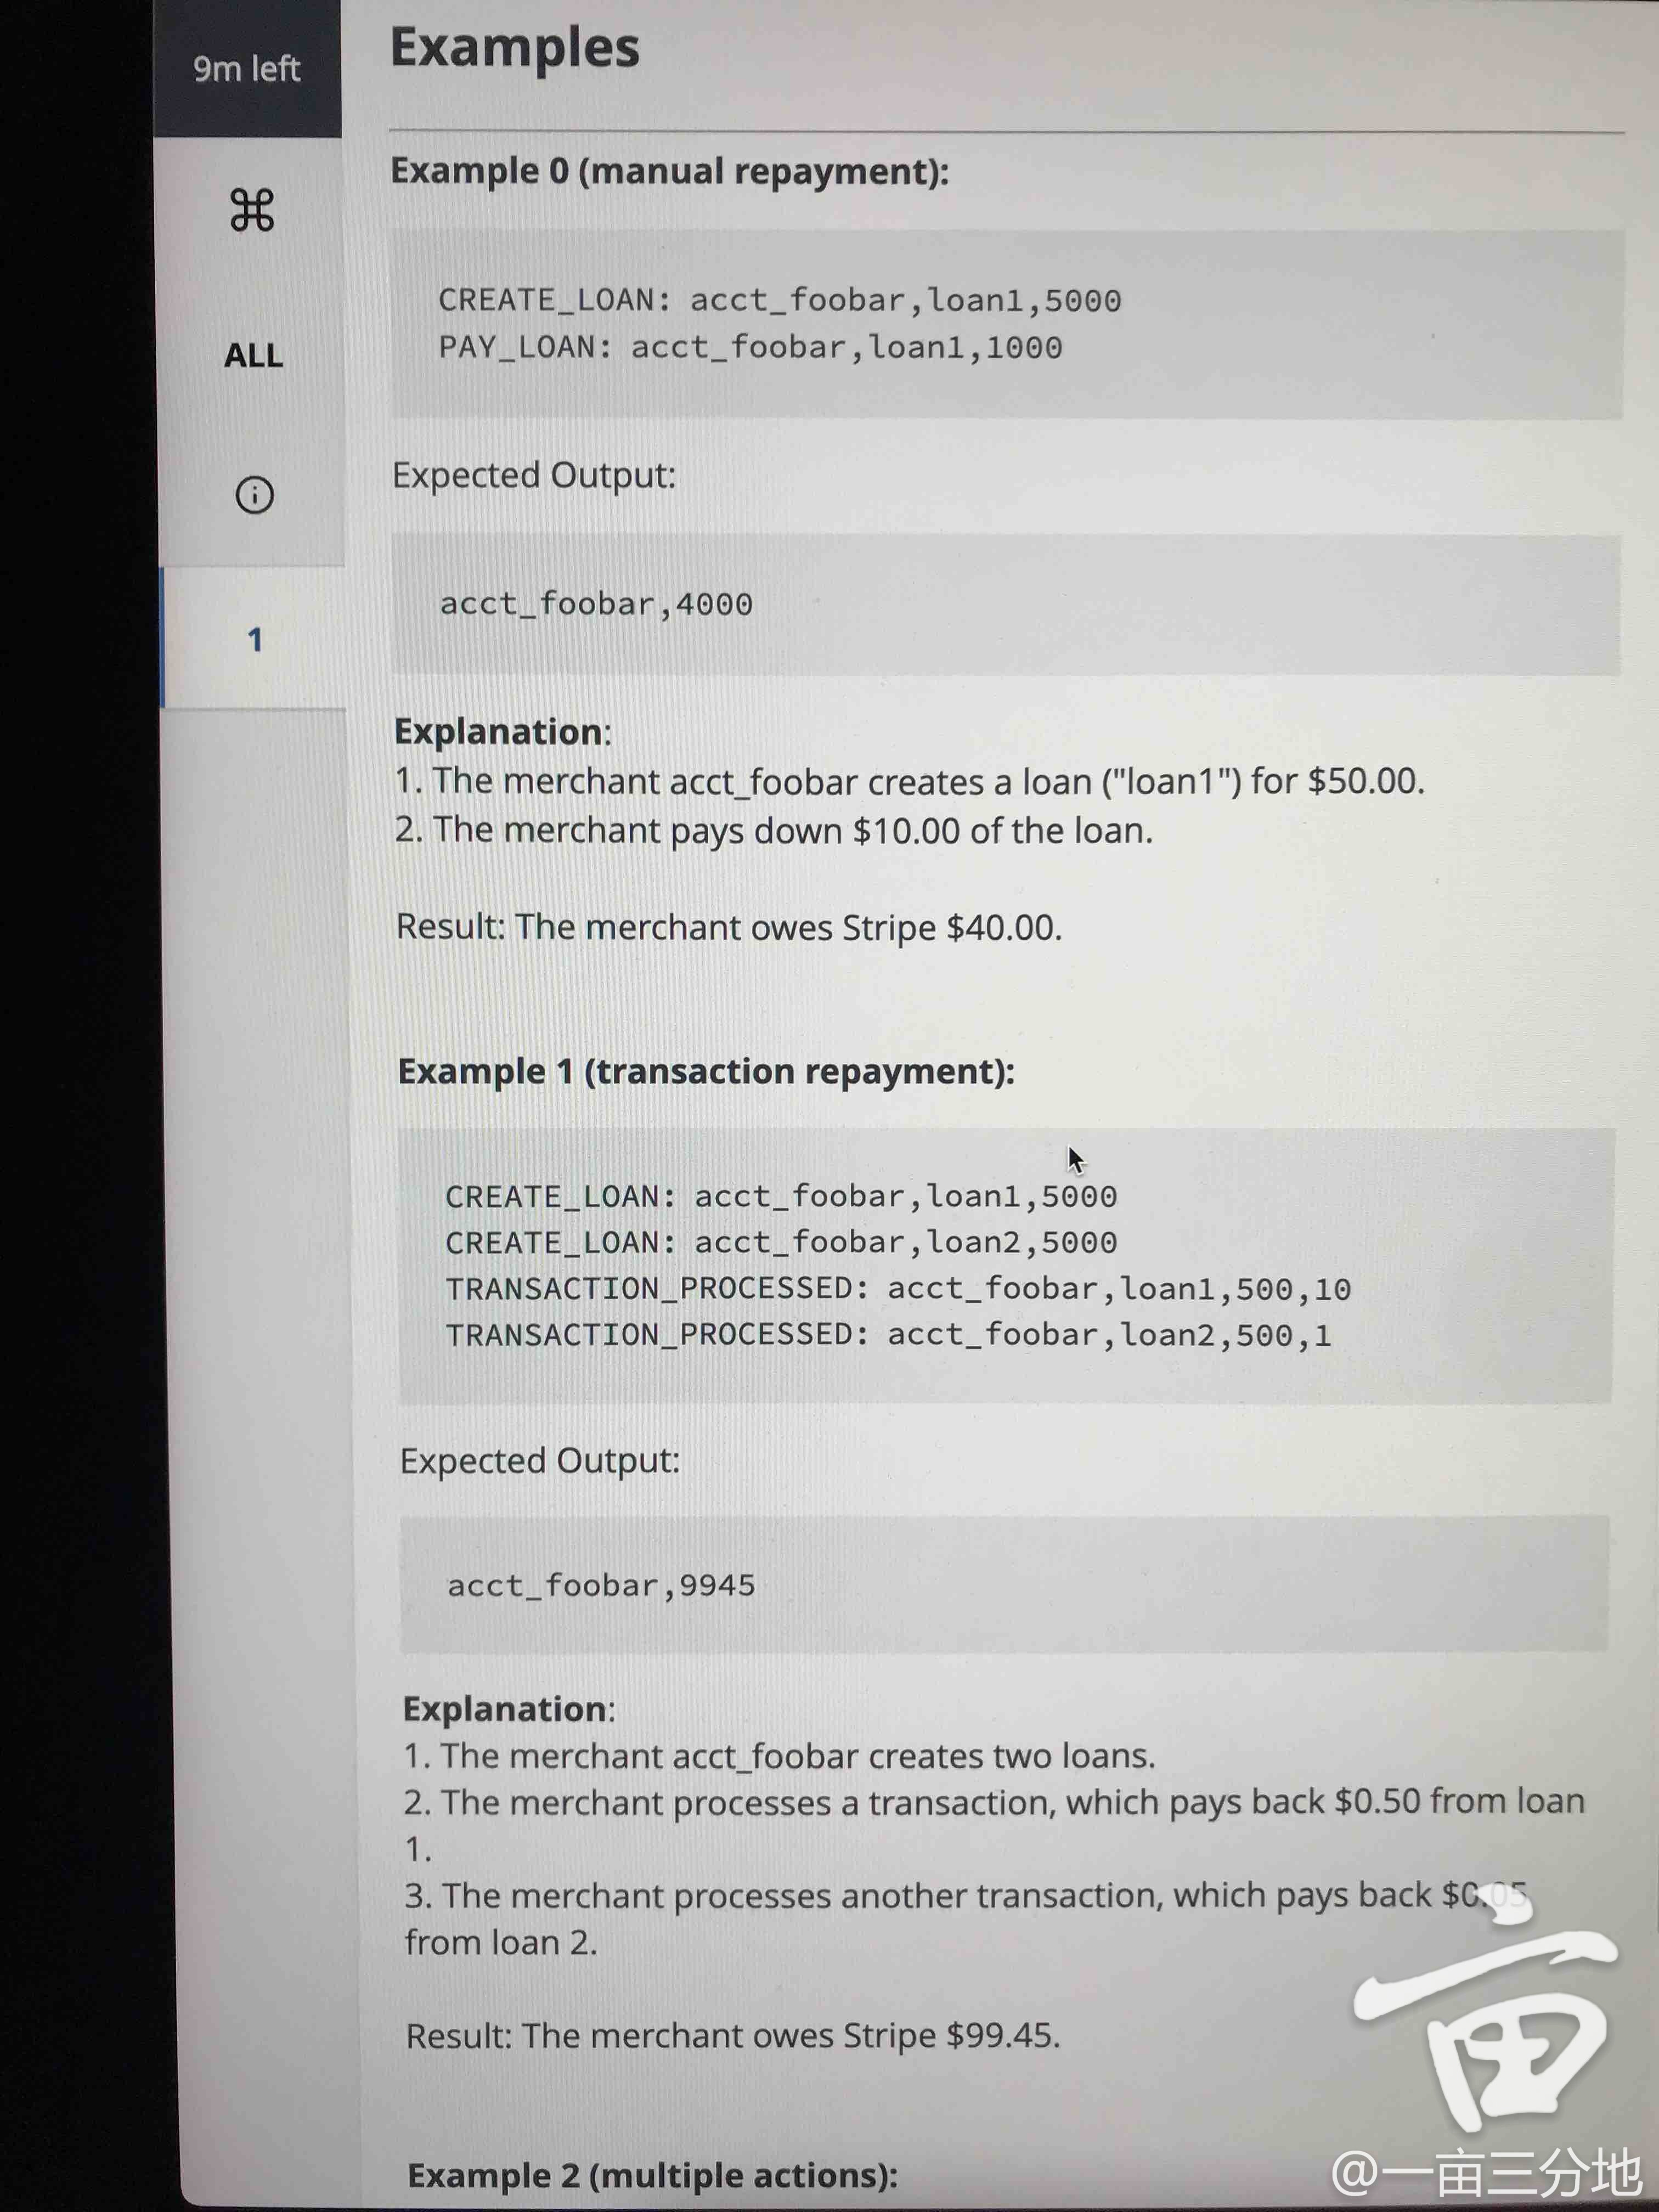 9m left
ALL
1
Examples
Example 0 (manual repayment):
CREATE_LOAN: acct_foobar,loan1,5000
PAY_LOAN: acct_foobar,loan1,1000
Expected Output:
acct_foobar,4000
Explanation:
1. The merchant acct_foobar creates a loan ("loan1") for $50.00.
2. The merchant pays down $10.00 of the loan.
Result: The merchant owes Stripe $40.00.
Example 1 (transaction repayment):
CREATE_LOAN: acct_foobar,loan1,5000
CREATE_LOAN: acct_foobar,loan2,5000
TRANSACTION_PROCESSED: acct_foobar,loan1,500,10
TRANSACTION_PROCESSED: acct_foobar,loan2,500,1
Expected Output:
acct_foobar,9945
Explanation:
1. The merchant acct_foobar creates two loans.
2. The merchant processes a transaction, which pays back $0.50 from loan
1.
3. The merchant processes another transaction, which pays back $0.05
from loan 2.
Result: The merchant owes Stripe $99.45.
Example 2 (multiple actions):
亩
@一亩三分地